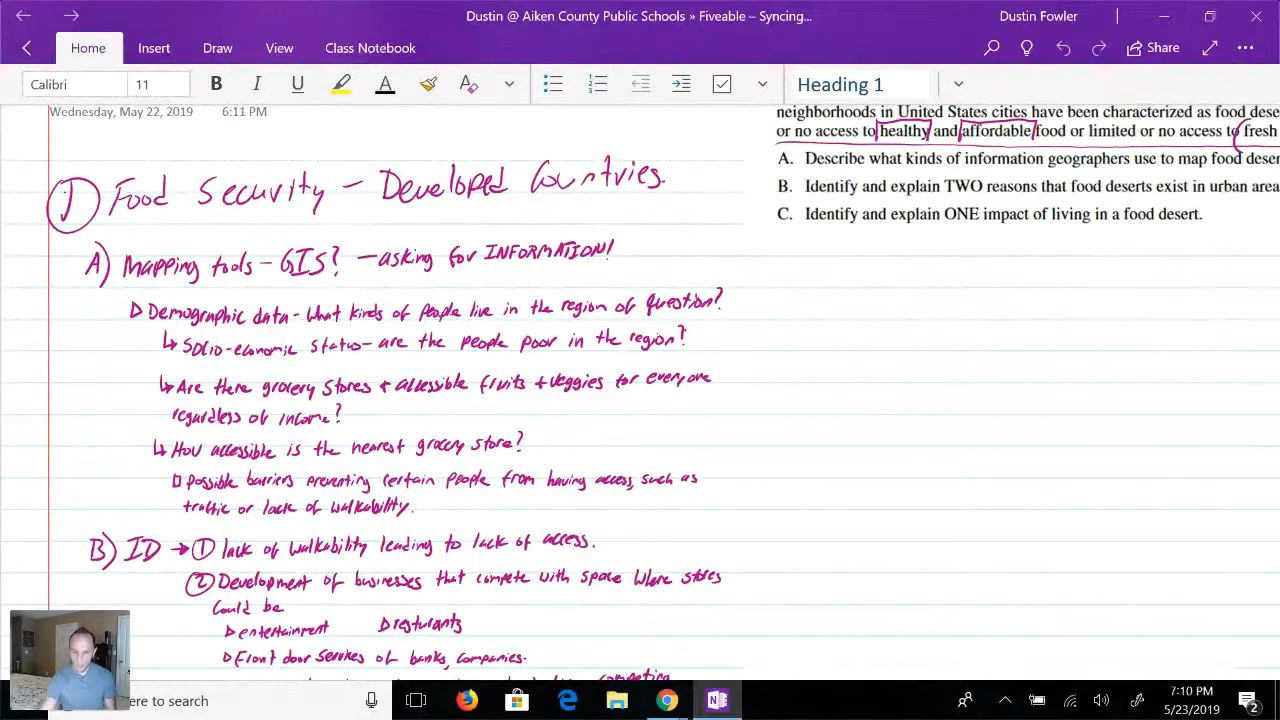 Dustin @ Aiken County Public Schools » Fiveable – Syncing...
Dustin Fowler
Home
Insert
Draw
View
Class Notebook
Share
Calibri
11
B
I
U
A
Heading 1
Wednesday, May 22, 2019
6:11 PM
neighborhoods in United States cities have been characterized as food dese
or no access to healthy and affordable food or limited or no access to fresh
A. Describe what kinds of information geographers use to map food deser
B. Identify and explain TWO reasons that food deserts exist in urban area
C. Identify and explain ONE impact of living in a food desert.
1 Food Security – Developed Countries.
A) Mapping tools – GIS? – asking for INFORMATION!
Demographic data – What kinds of people live in the region of question?
↳ Socio-economic status – are the people poor in the region?
↳ Are there grocery stores + accessible fruits + veggies for everyone
regardless of income?
↳ How accessible is the nearest grocery store?
Possible barriers preventing certain people from having access, such as
traffic or lack of walkability.
B) ID → ① lack of walkability leading to lack of access.
② Development of businesses that compete with space where stores
could be
entertainment
resturants
Front door services of banks, companies.
competing
here to search
7:10 PM
5/23/2019
2